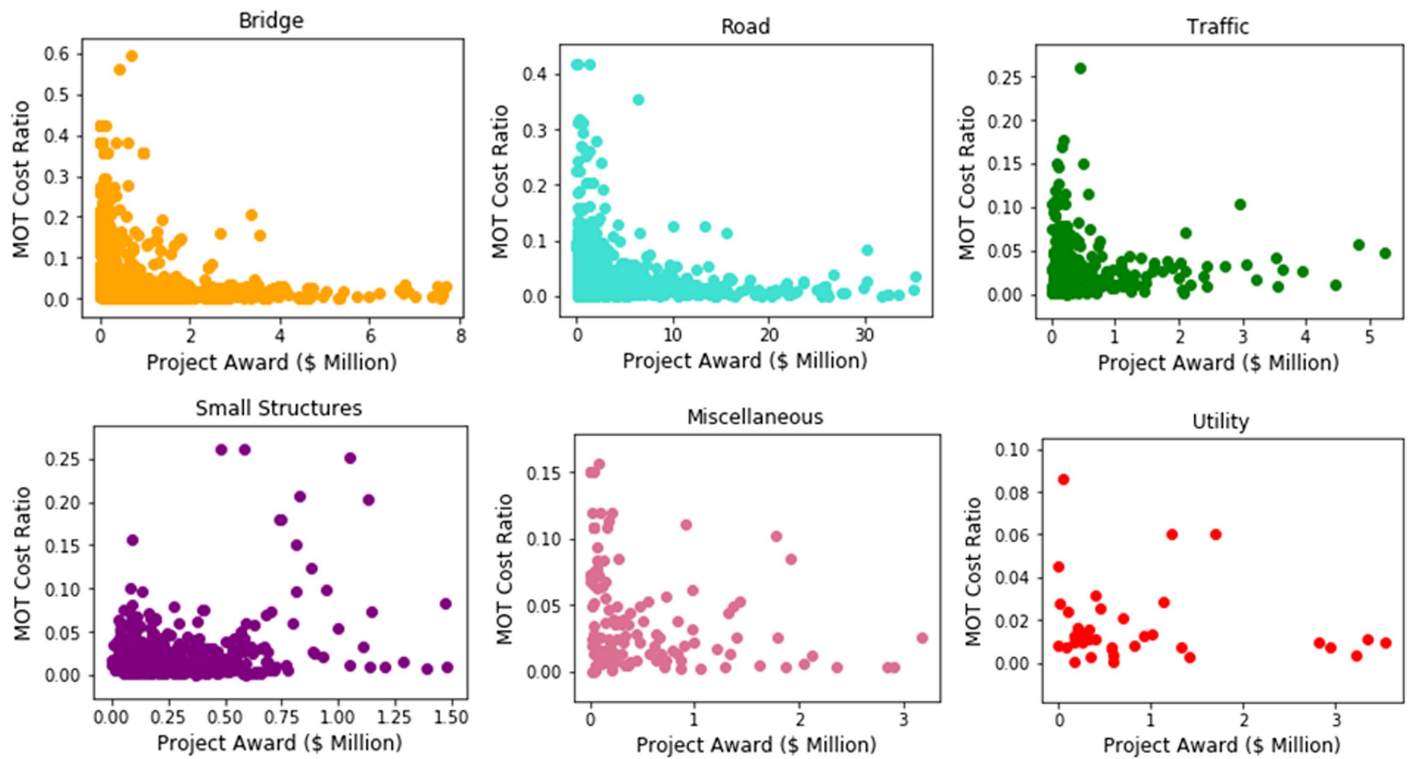 Bridge
MOT Cost Ratio
0.6
0.5
0.4
0.3
0.2
0.1
0.0
0 2 4 6 8
Project Award ($ Million)
Road
MOT Cost Ratio
0.4
0.3
0.2
0.1
0.0
0 10 20 30
Project Award ($ Million)
Traffic
MOT Cost Ratio
0.25
0.20
0.15
0.10
0.05
0.00
0 1 2 3 4 5
Project Award ($ Million)
Small Structures
MOT Cost Ratio
0.25
0.20
0.15
0.10
0.05
0.00
0.00 0.25 0.50 0.75 1.00 1.25 1.50
Project Award ($ Million)
Miscellaneous
MOT Cost Ratio
0.15
0.10
0.05
0.00
0 1 2 3
Project Award ($ Million)
Utility
MOT Cost Ratio
0.10
0.08
0.06
0.04
0.02
0.00
0 1 2 3
Project Award ($ Million)